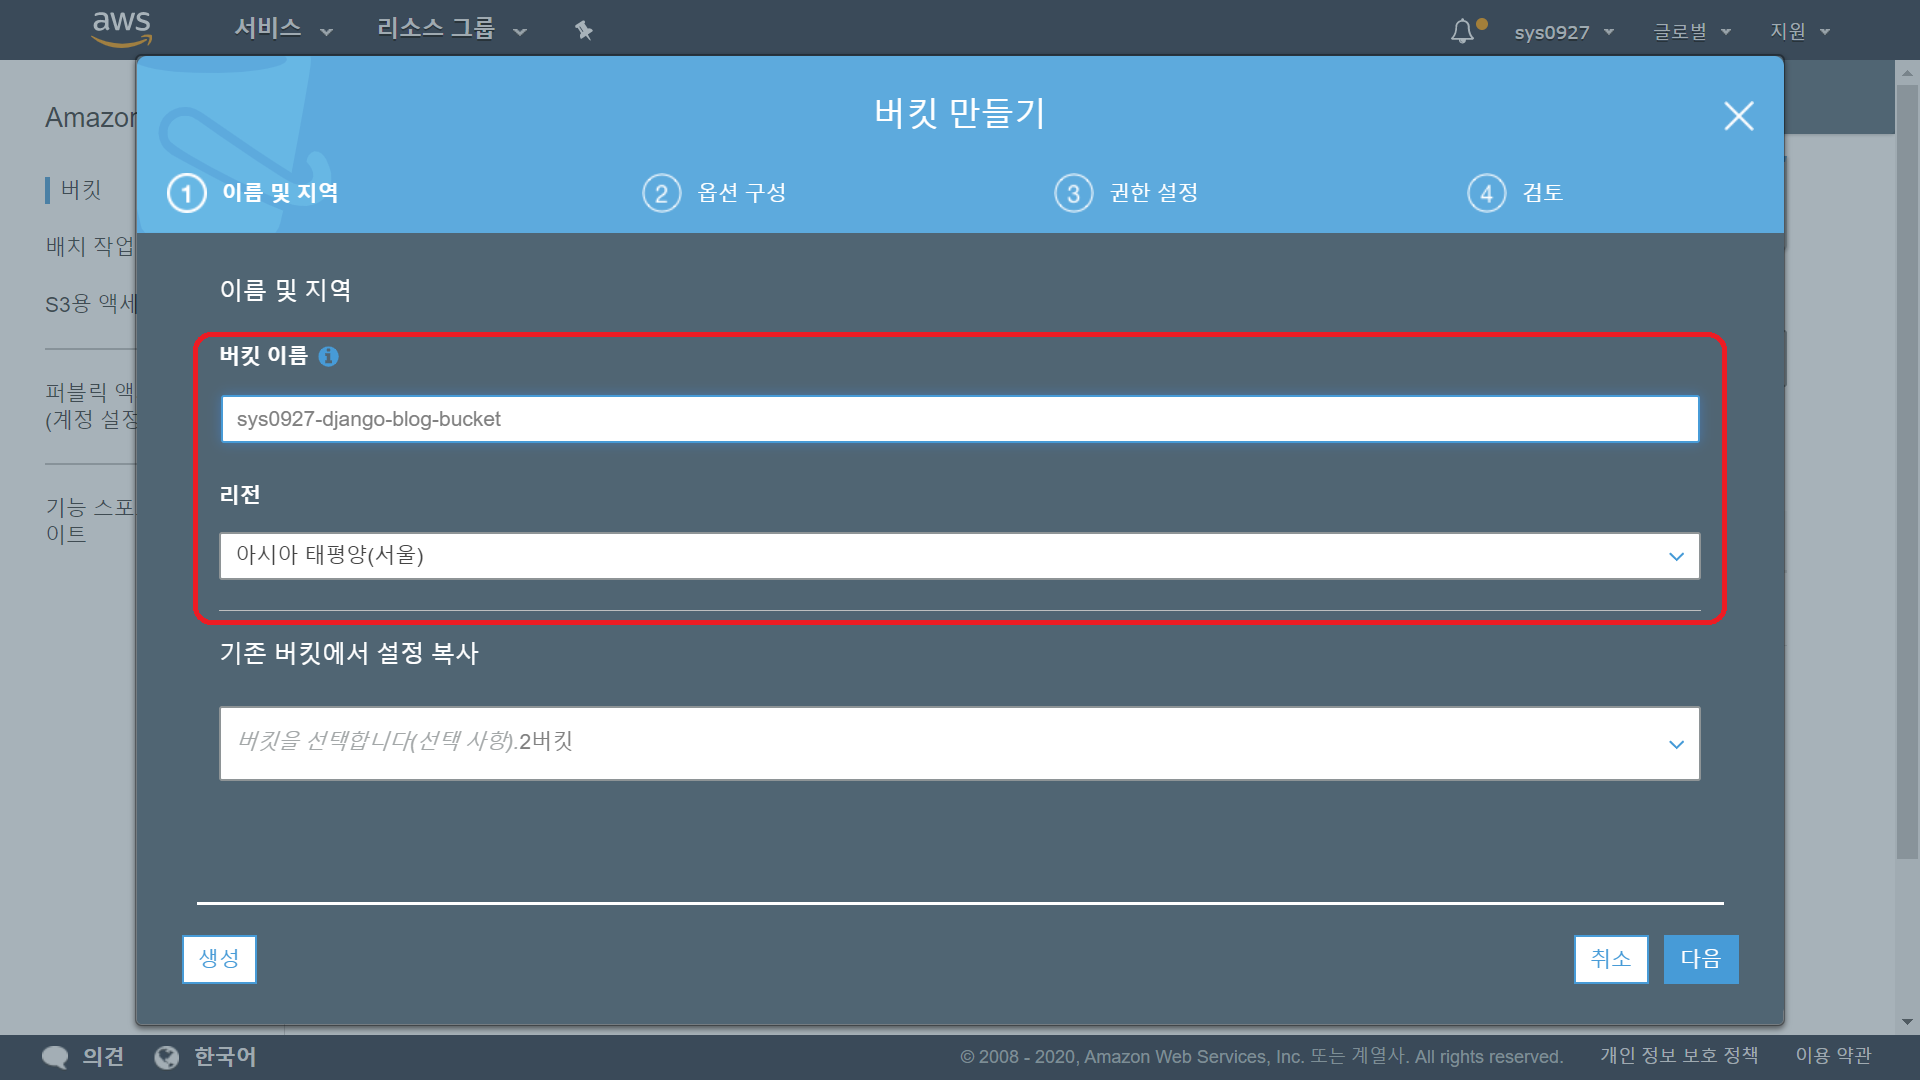 aws 서비스 리소스 그룹 sys0927 글로벌 지원
Amazon
버킷
배치 작업
S3용 액세
퍼블릭 액
(계정 설정
기능 스포
이트
버킷 만들기
1 이름 및 지역 2 옵션 구성 3 권한 설정 4 검토
이름 및 지역
버킷 이름
sys0927-django-blog-bucket
리전
아시아 태평양(서울)
기존 버킷에서 설정 복사
버킷을 선택합니다(선택 사항).2버킷
생성 취소 다음
의견 한국어 © 2008 - 2020, Amazon Web Services, Inc. 또는 계열사. All rights reserved. 개인 정보 보호 정책 이용 약관